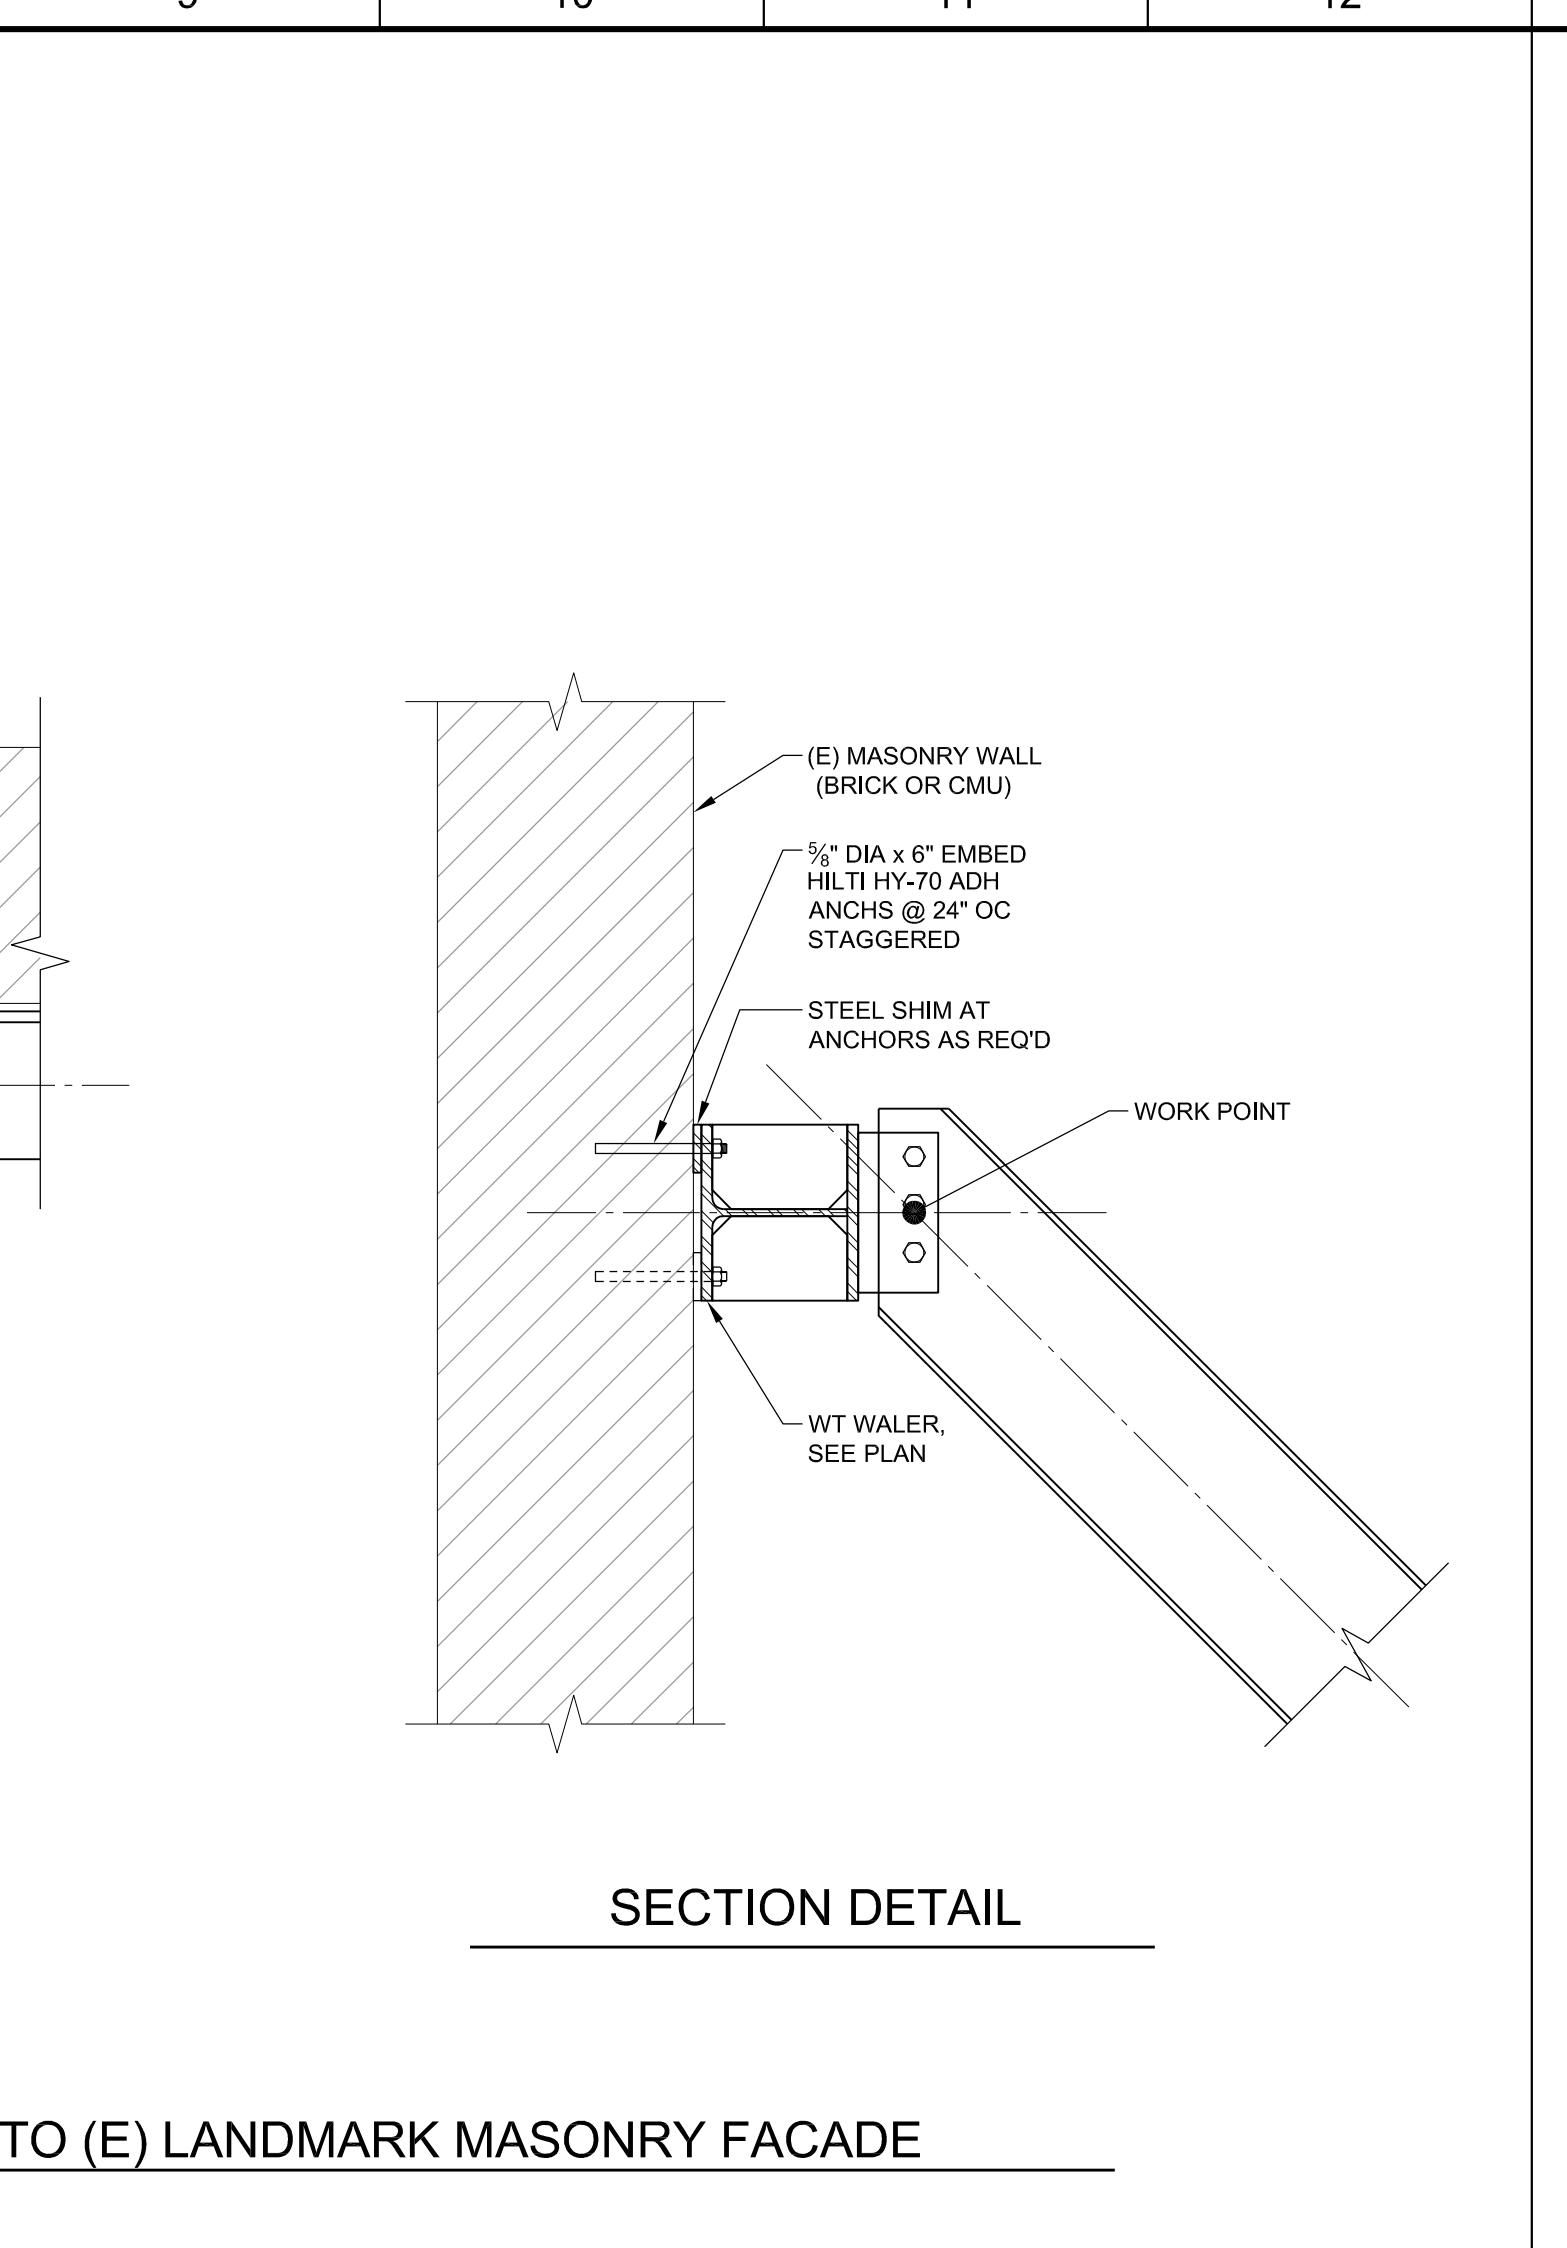 (E) MASONRY WALL
(BRICK OR CMU)
⅝" DIA x 6" EMBED
HILTI HY-70 ADH
ANCHS @ 24" OC
STAGGERED
STEEL SHIM AT
ANCHORS AS REQ'D
WORK POINT
WT WALER,
SEE PLAN
SECTION DETAIL
TO (E) LANDMARK MASONRY FACADE